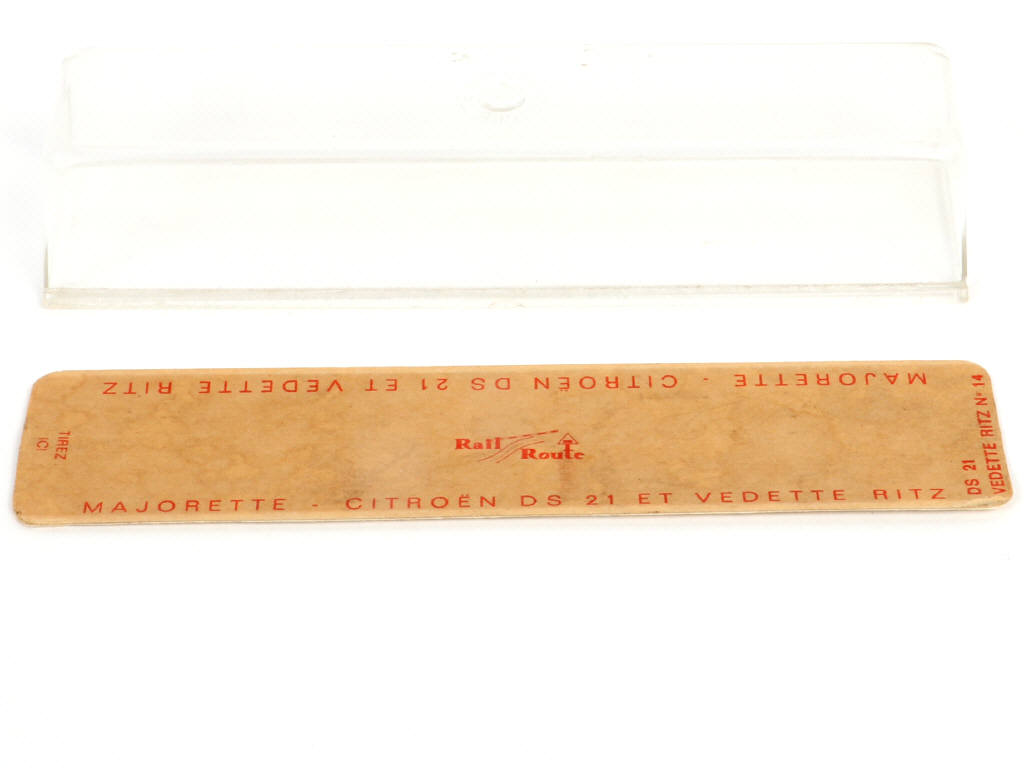 MAJORETTE - CITROËN DS 21 ET VEDETTE RITZ
TIREZ
ICI
Rail
Route
DS 21
VEDETTE RITZ N° 14
MAJORETTE - CITROËN DS 21 ET VEDETTE RITZ